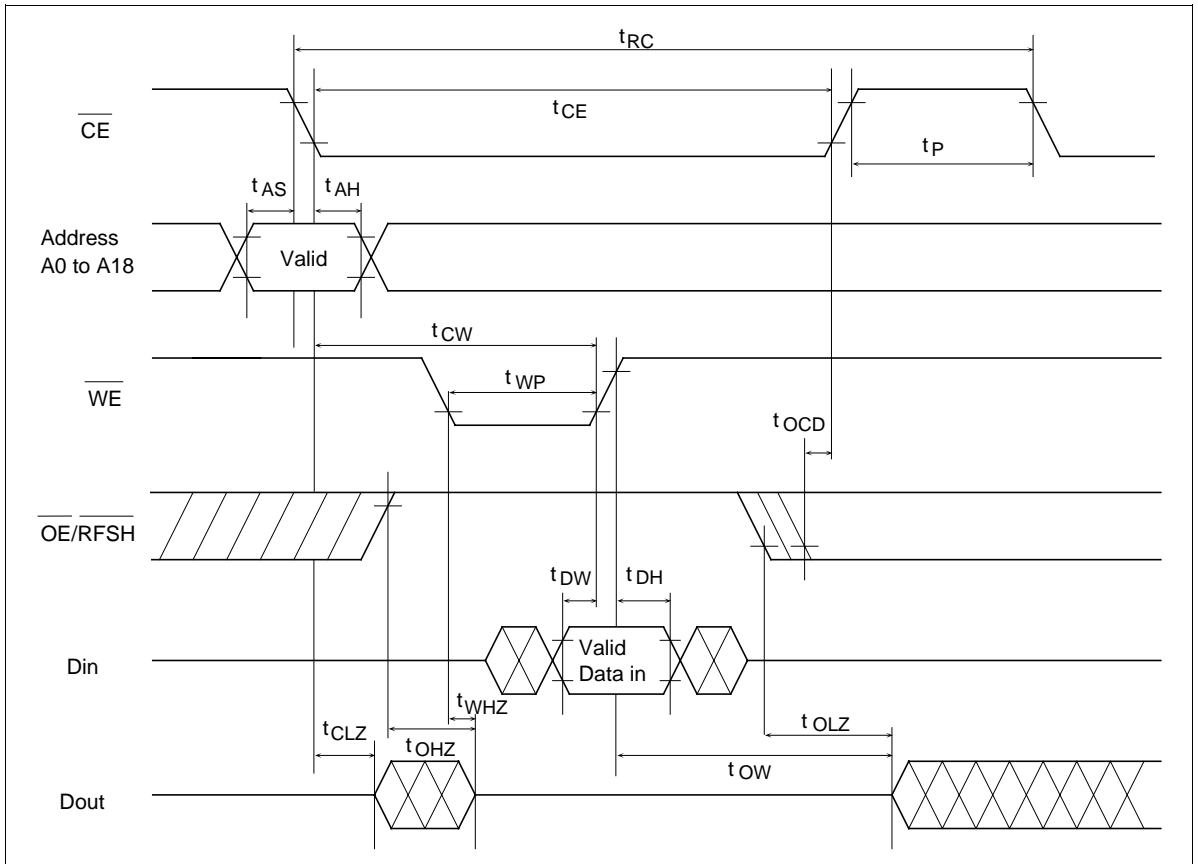 tRC
CE
tCE
tP
tAS
tAH
Address
A0 to A18
Valid
tCW
WE
tWP
tOCD
OE/RFSH
tDW
tDH
Din
Valid
Data in
tWHZ
tCLZ
tOHZ
tOLZ
tOW
Dout